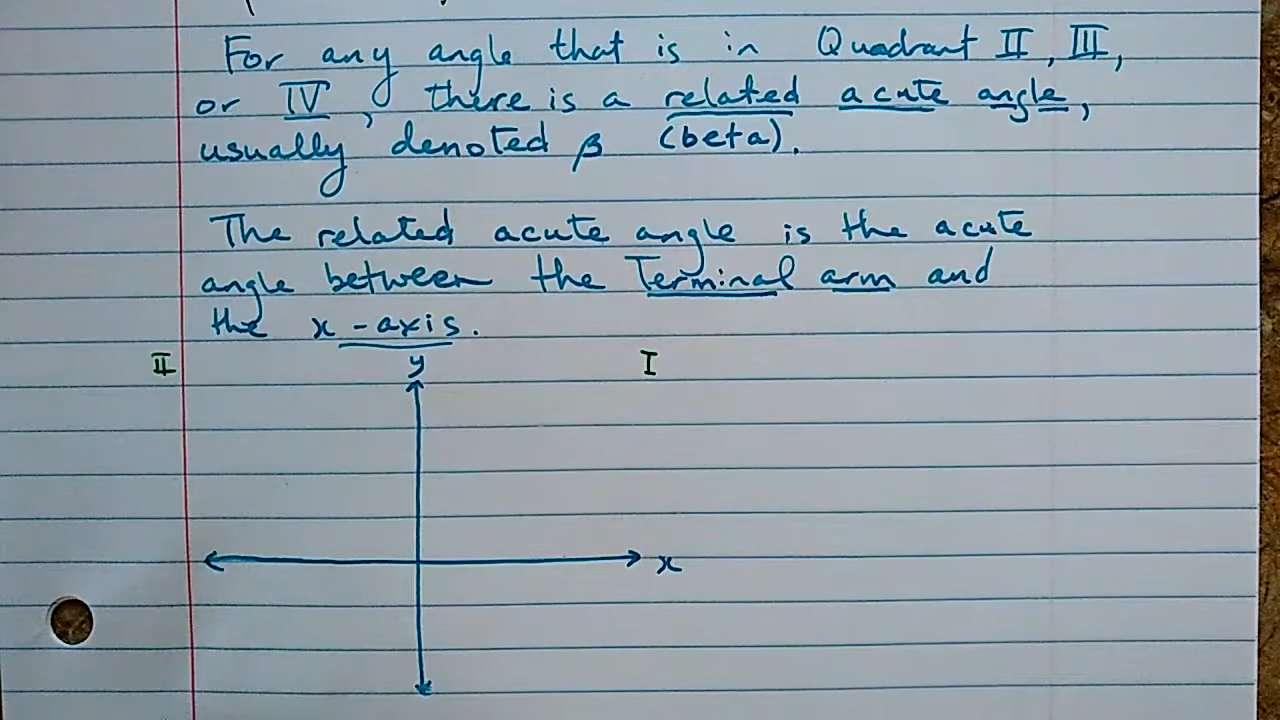 For any angle that is in Quadrant II, III,
or IV, there is a related acute angle,
usually denoted β (beta).
The related acute angle is the acute
angle between the Terminal arm and
the x-axis.
II y I
x